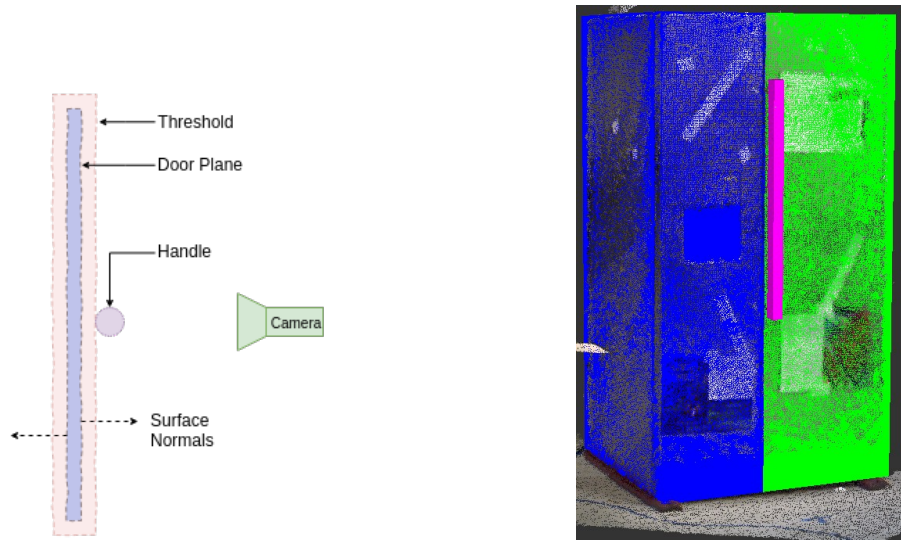 Threshold
Door Plane
Handle
Camera
Surface
Normals